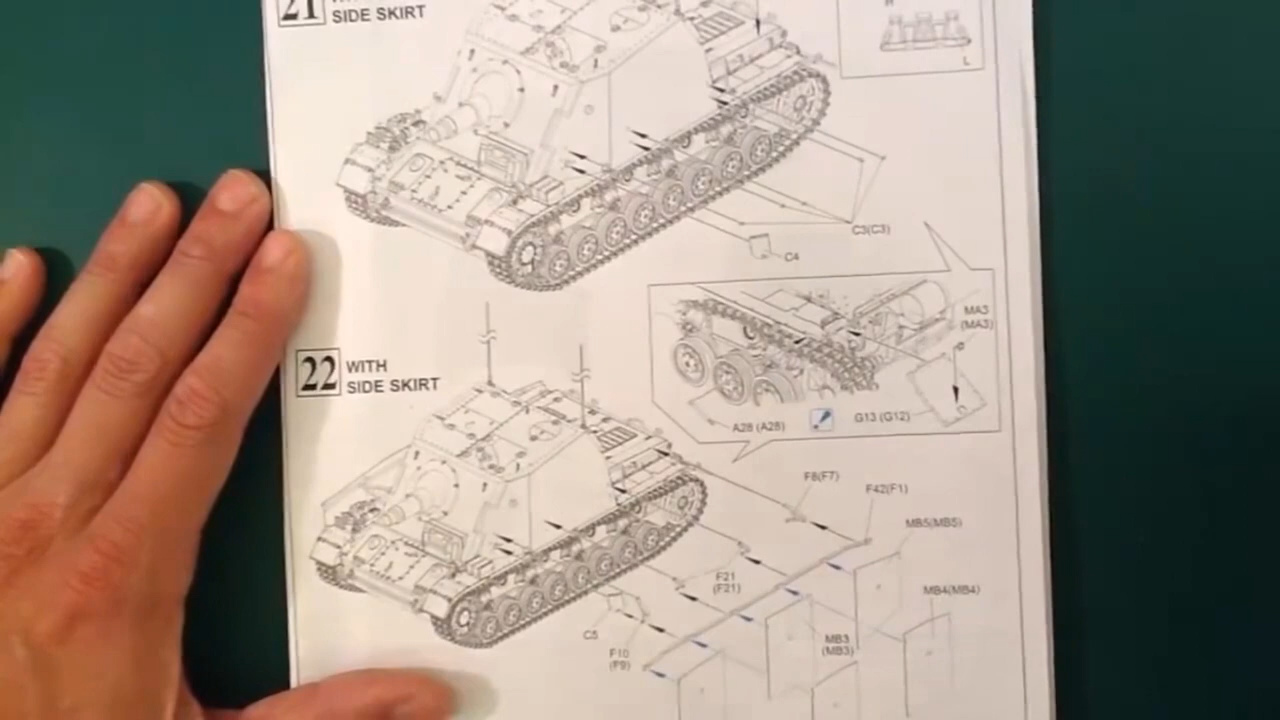 21
SIDE SKIRT
L
C3(C3)
C4
MA3
(MA3)
G13 (G12)
A28 (A28)
22 WITH
SIDE SKIRT
F8(F7)
F42(F1)
MB5(MB5)
F21
(F21)
MB4(MB4)
C5
MB3
(MB3)
F10
(F9)